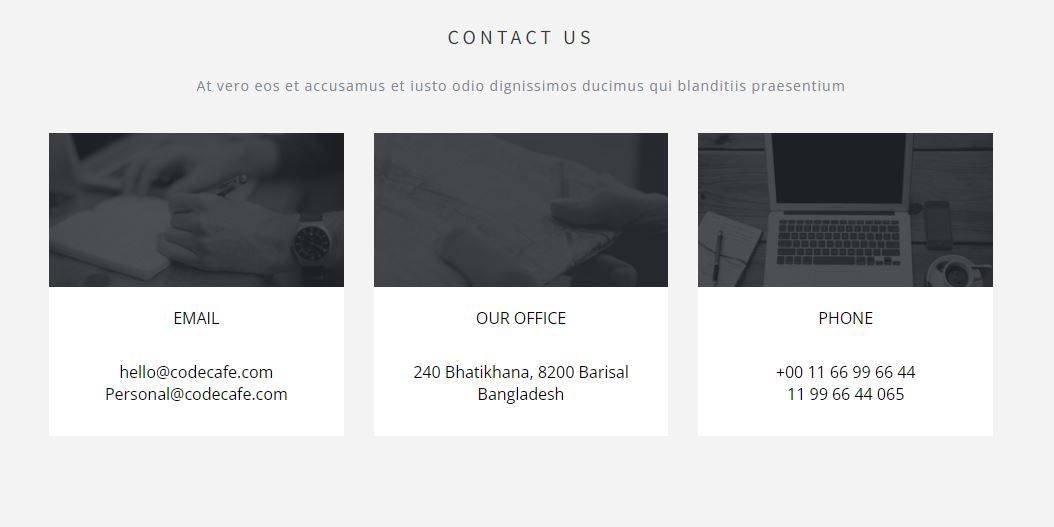 CONTACT US
At vero eos et accusamus et iusto odio dignissimos ducimus qui blanditiis praesentium
EMAIL
hello@codecafe.com
Personal@codecafe.com
OUR OFFICE
240 Bhatikhana, 8200 Barisal
Bangladesh
PHONE
+00 11 66 99 66 44
11 99 66 44 065